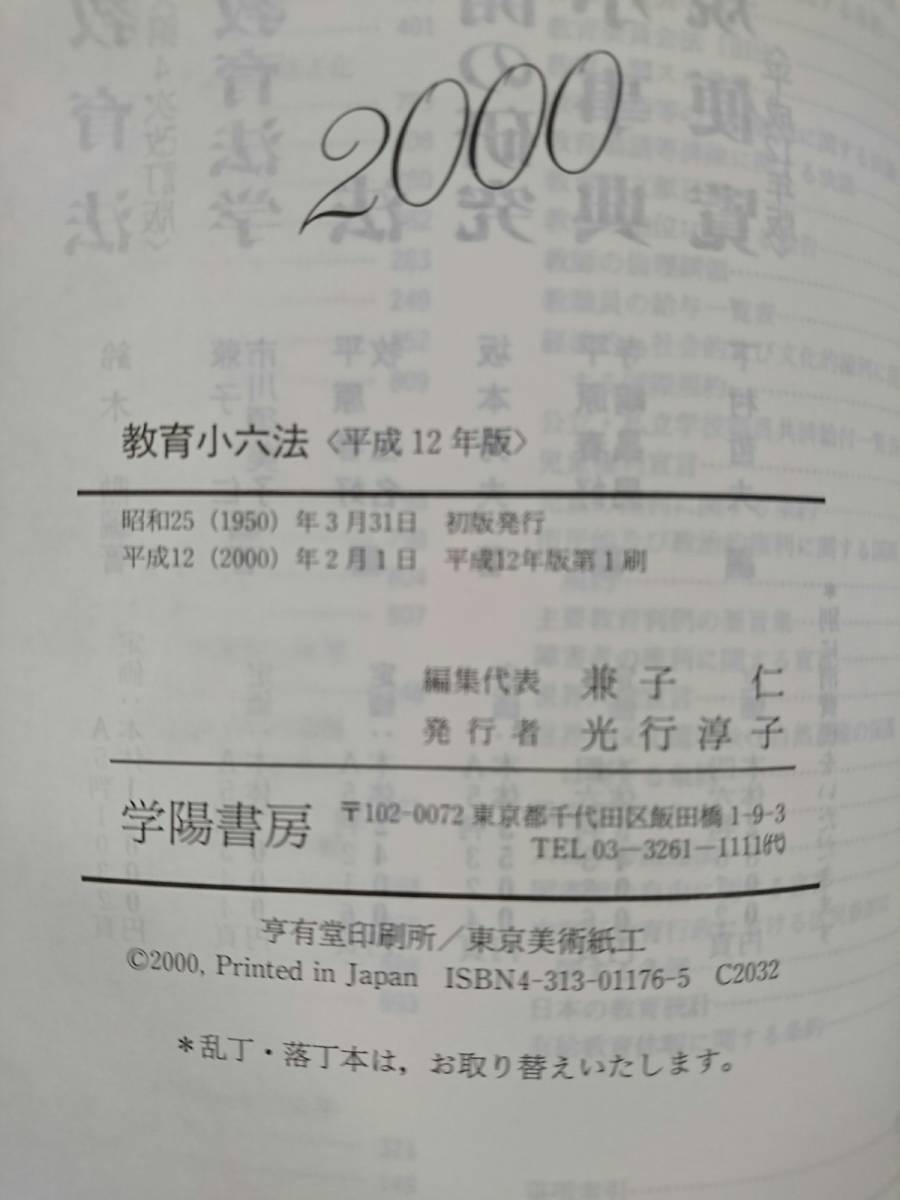 2000
教育小六法〈平成12年版〉
昭和25（1950）年3月31日　初版発行
平成12（2000）年2月1日　平成12年版第1刷
編集代表　兼子　仁
発行者　光行淳子
学陽書房
〒102-0072 東京都千代田区飯田橋1-9-3
TEL 03-3261-1111㈹
亨有堂印刷所／東京美術紙工
©2000, Printed in Japan　ISBN4-313-01176-5　C2032
＊乱丁・落丁本は，お取り替えいたします。